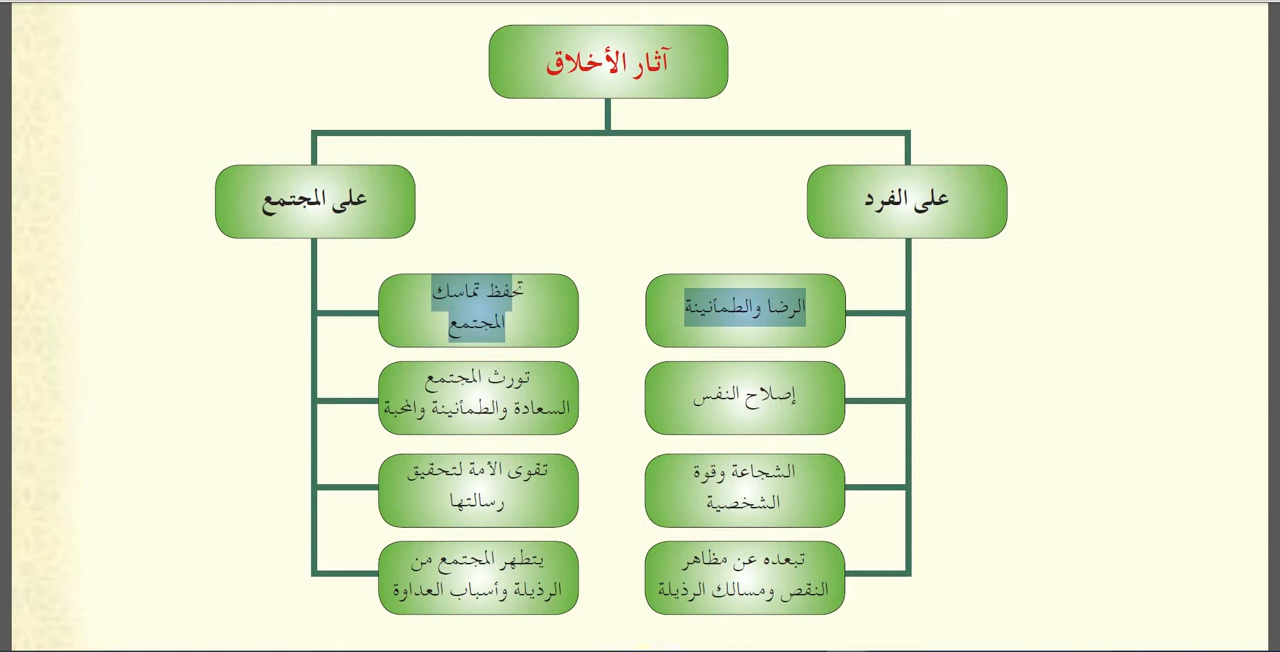 آثار الأخلاق
على الفرد
على المجتمع
الرضا والطمأنينة
إصلاح النفس
الشجاعة وقوة
الشخصية
تبعده عن مظاهر
النقص ومسالك الرذيلة
تحفظ تماسك
المجتمع
تورث المجتمع
السعادة والطمأنينة والمحبة
تقوى الأمة لتحقيق
رسالتها
يتطهر المجتمع من
الرذيلة وأسباب العداوة